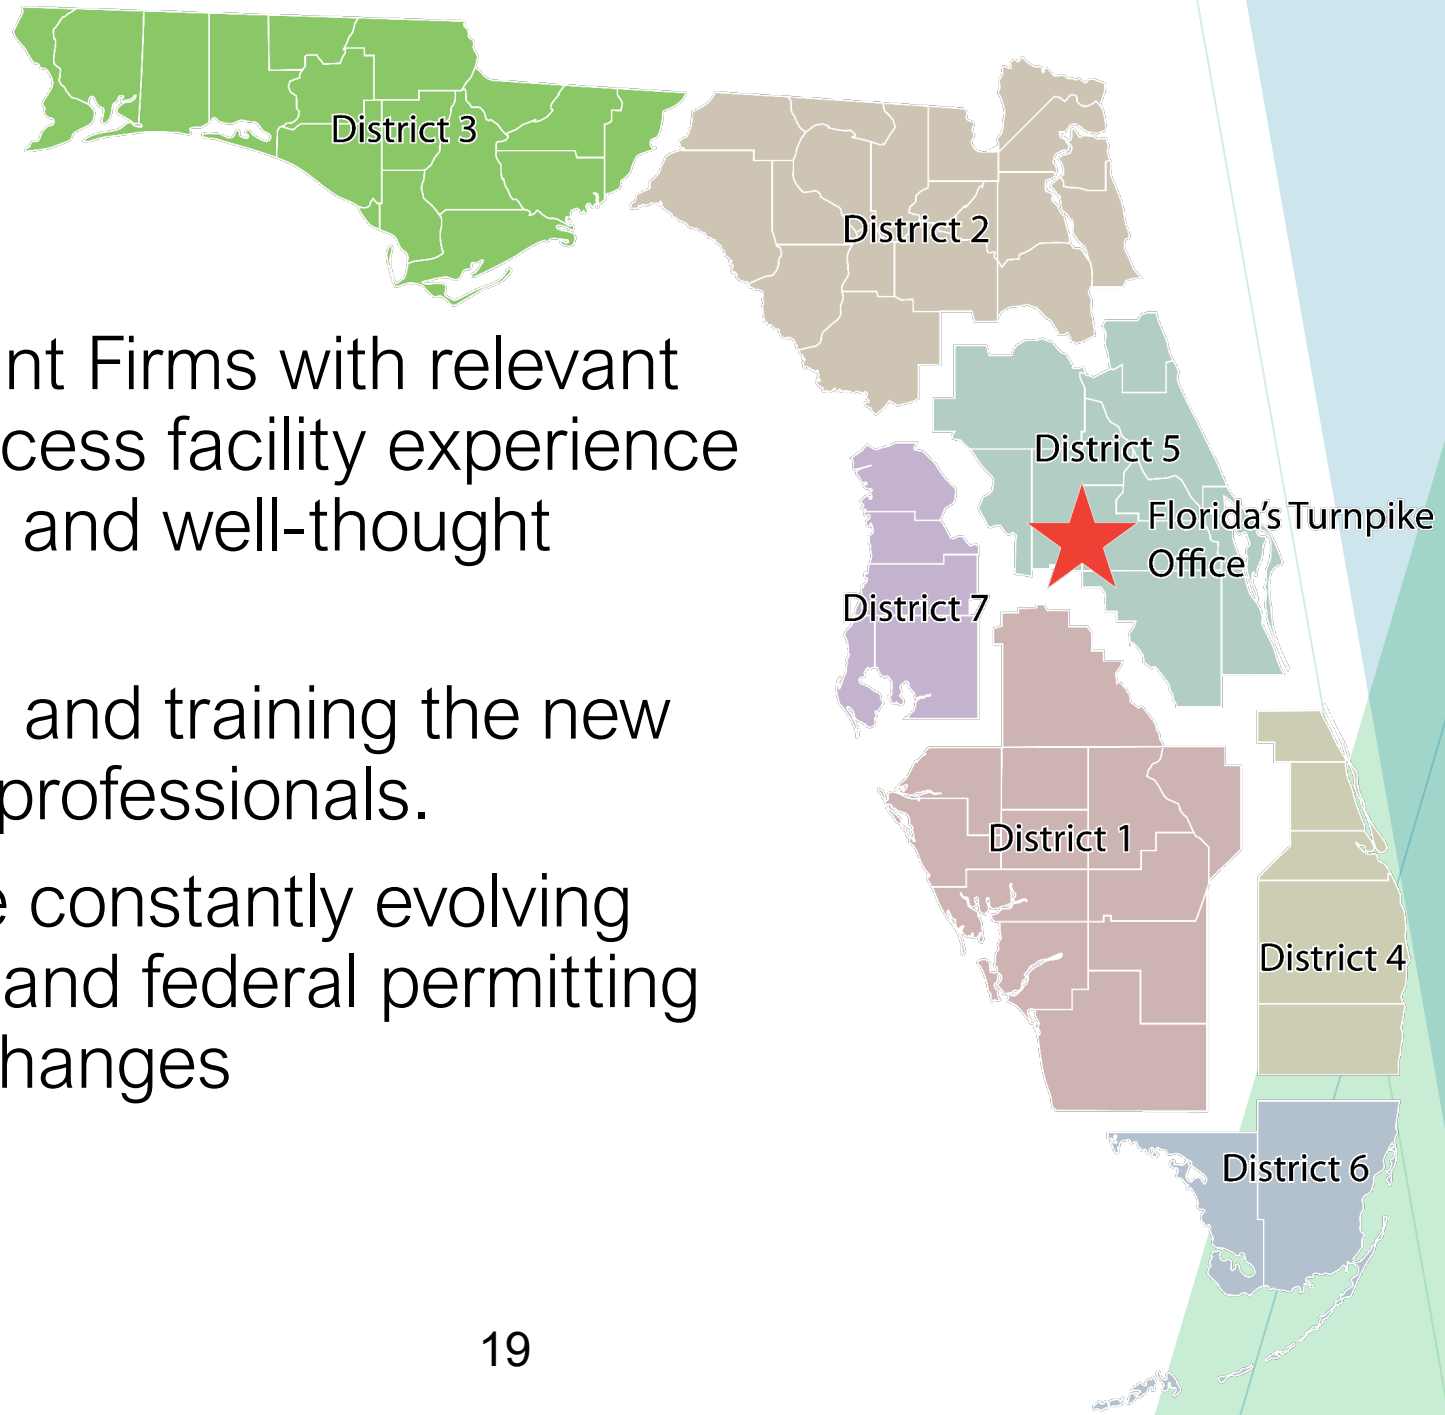 District 3
District 2
nt Firms with relevant
cess facility experience
and well-thought
and training the new
professionals.
e constantly evolving
and federal permitting
hanges
District 5
Florida's Turnpike
Office
District 7
District 1
District 4
District 6
19